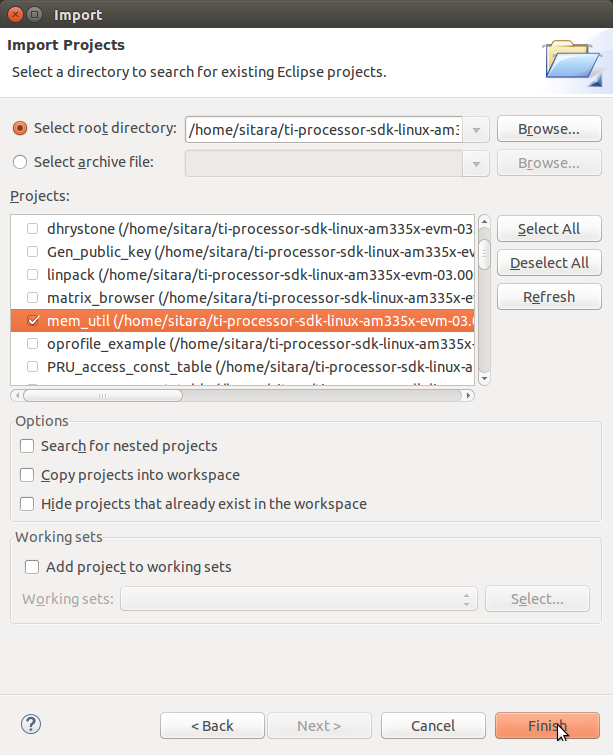 Import
Import Projects
Select a directory to search for existing Eclipse projects.
Select root directory: /home/sitara/ti-processor-sdk-linux-am3 Browse...
Select archive file: Browse...
Projects:
dhrystone (/home/sitara/ti-processor-sdk-linux-am335x-evm-03
Gen_public_key (/home/sitara/ti-processor-sdk-linux-am335x-ev
linpack (/home/sitara/ti-processor-sdk-linux-am335x-evm-03.00
matrix_browser (/home/sitara/ti-processor-sdk-linux-am335x-e
mem_util (/home/sitara/ti-processor-sdk-linux-am335x-evm-03.
oprofile_example (/home/sitara/ti-processor-sdk-linux-am335x-
PRU_access_const_table (/home/sitara/ti-processor-sdk-linux-a
Select All
Deselect All
Refresh
Options
Search for nested projects
Copy projects into workspace
Hide projects that already exist in the workspace
Working sets
Add project to working sets
Working sets: Select...
? < Back Next > Cancel Finish